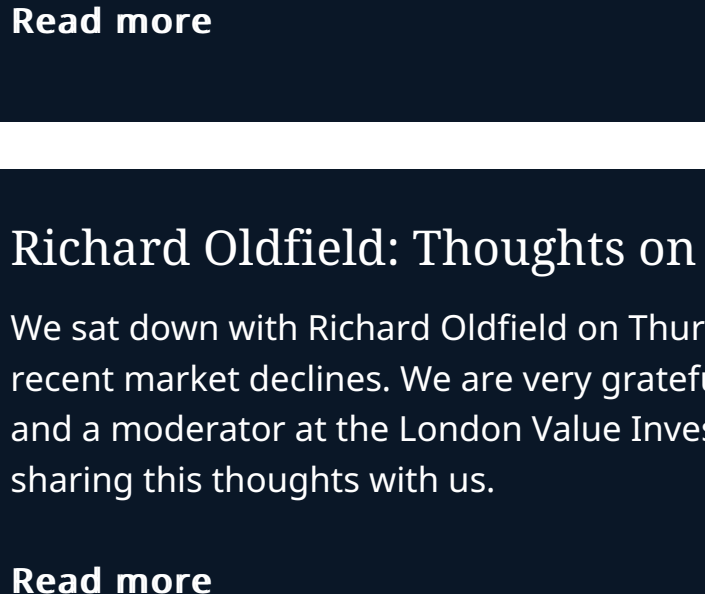 Read more
Richard Oldfield: Thoughts on
We sat down with Richard Oldfield on Thur
recent market declines. We are very gratefu
and a moderator at the London Value Inves
sharing this thoughts with us.
Read more